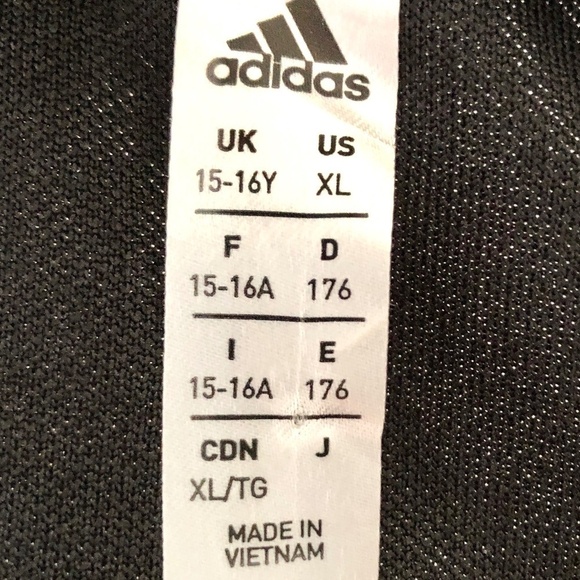 adidas
UK US
15-16Y XL
F D
15-16A 176
I E
15-16A 176
CDN J
XL/TG
MADE IN
VIETNAM